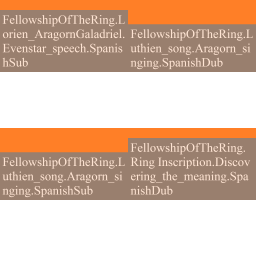 FellowshipOfTheRing.L
orien_AragornGaladriel.
Evenstar_speech.Spanis
hSub
FellowshipOfTheRing.L
uthien_song.Aragorn_si
nging.SpanishDub
FellowshipOfTheRing.L
uthien_song.Aragorn_si
nging.SpanishSub
FellowshipOfTheRing.
Ring Inscription.Discov
ering_the_meaning.Spa
nishDub